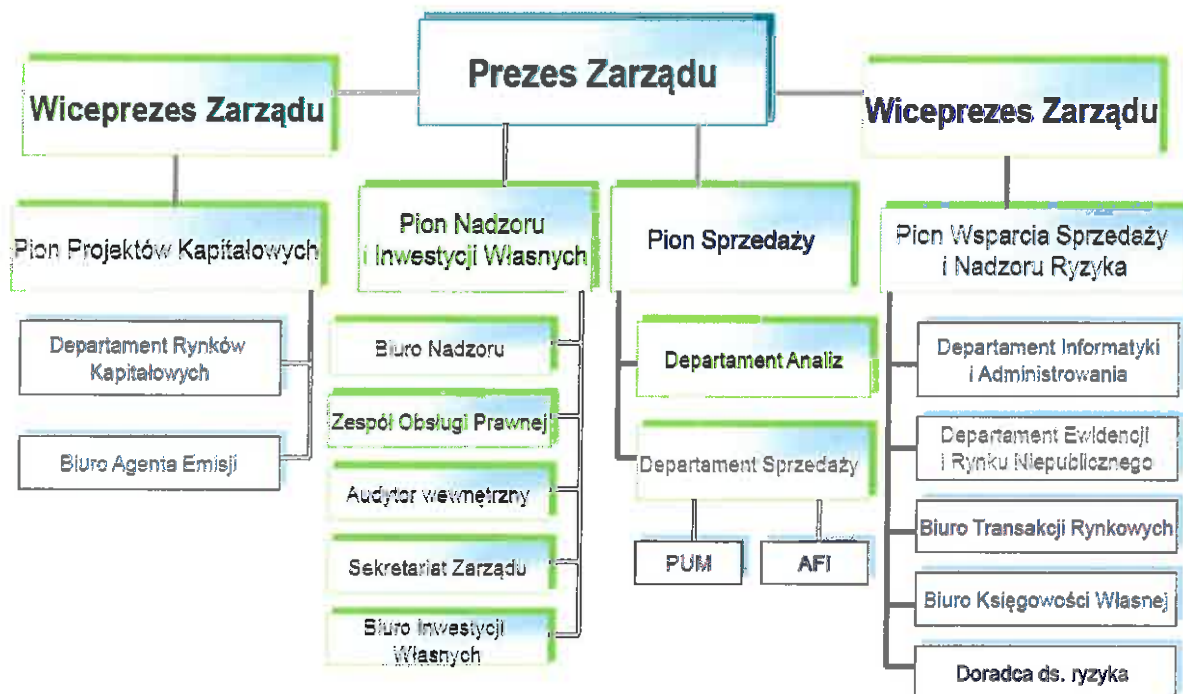 Prezes Zarządu
Wiceprezes Zarządu
Wiceprezes Zarządu
Pion Projektów Kapitałowych
Departament Rynków
Kapitałowych
Biuro Agenta Emisji
Pion Nadzoru
i Inwestycji Własnych
Biuro Nadzoru
Zespół Obsługi Prawnej
Audytor wewnętrzny
Sekretariat Zarządu
Biuro Inwestycji
Własnych
Pion Sprzedaży
Departament Analiz
Departament Sprzedaży
PUM
AFI
Pion Wsparcia Sprzedaży
i Nadzoru Ryzyka
Departament Informatyki
i Administrowania
Departament Ewidencji
i Rynku Niepublicznego
Biuro Transakcji Rynkowych
Biuro Księgowości Własnej
Doradca ds. ryzyka